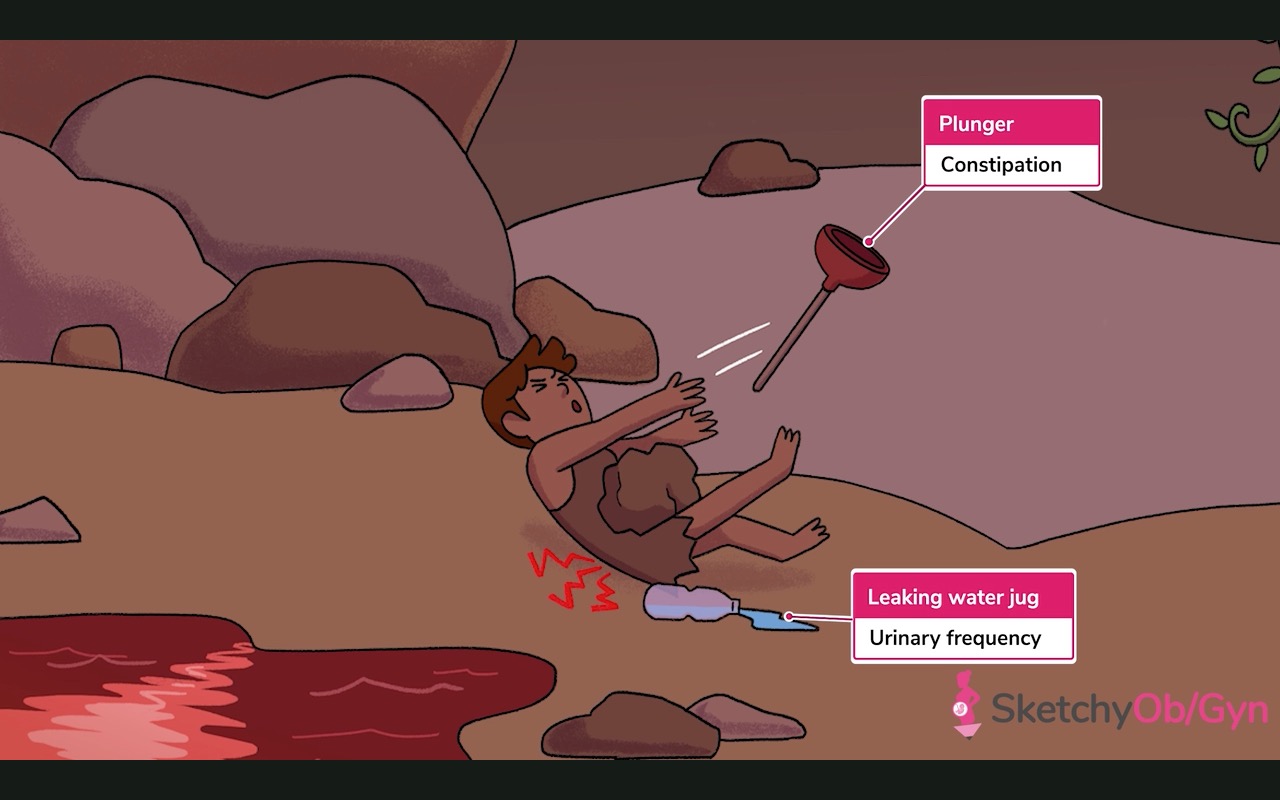 Plunger
Constipation
Leaking water jug
Urinary frequency
SketchyOb/Gyn